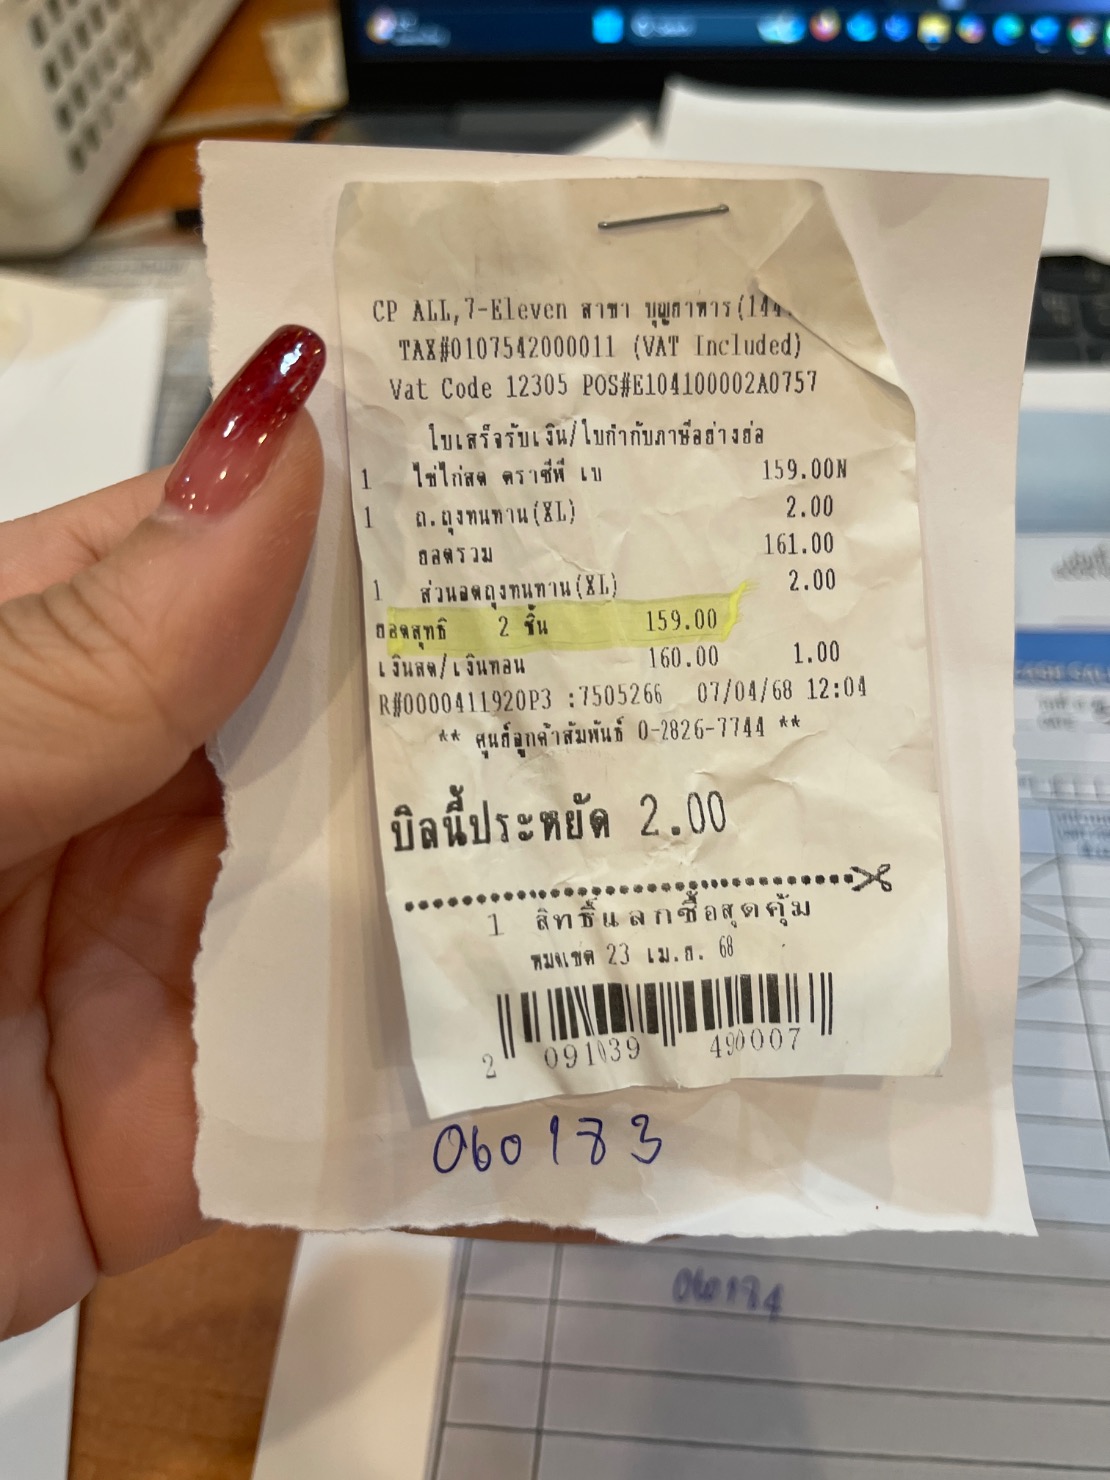 CP ALL,7-Eleven สาขา บุญถาหาร(144
TAX#0107542000011 (VAT Included)
Vat Code 12305 POS#E104100002A0757
ใบเสร็จรับเงิน/ใบกำกับภาษีอย่างย่อ
1 ไข่ไก่สด ตราซีพี เบ 159.00N
1 ถ.ถุงทนทาน(XL) 2.00
ยอดรวม 161.00
1 ส่วนลดถุงทนทาน(XL) 2.00
ยอดสุทธิ 2 ชิ้น 159.00
เงินสด/เงินทอน 160.00 1.00
R#0000411920P3 :7505266 07/04/68 12:04
** ศูนย์ลูกค้าสัมพันธ์ 0-2826-7744 **
บิลนี้ประหยัด 2.00
1 สิทธิ์แลกซื้อสุดคุ้ม
หมดเขต 23 เม.ย. 68
2 091039 490007
060183
060184